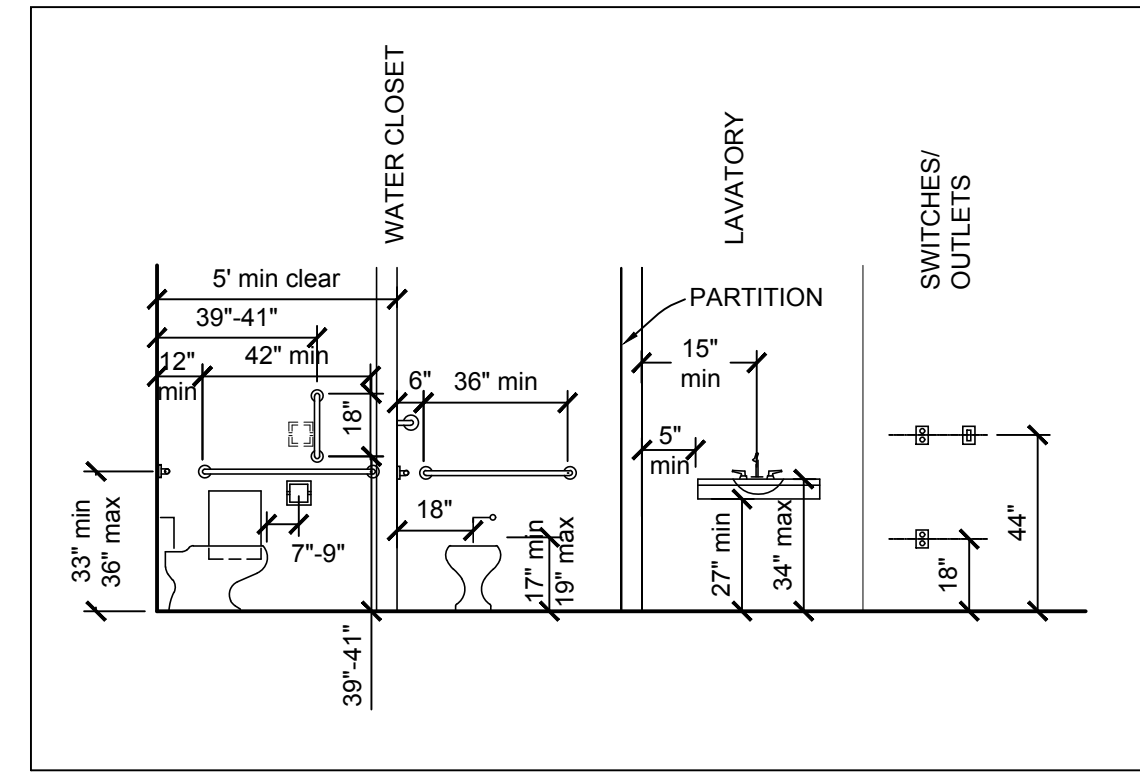 WATER CLOSET
LAVATORY
SWITCHES/
OUTLETS
5' min clear
PARTITION
39"-41"
12"
min
42" min
15"
min
6"
36" min
18"
5"
min
33" min
36" max
7"-9"
18"
17" min
19" max
27" min
34" max
18"
44"
39"-41"